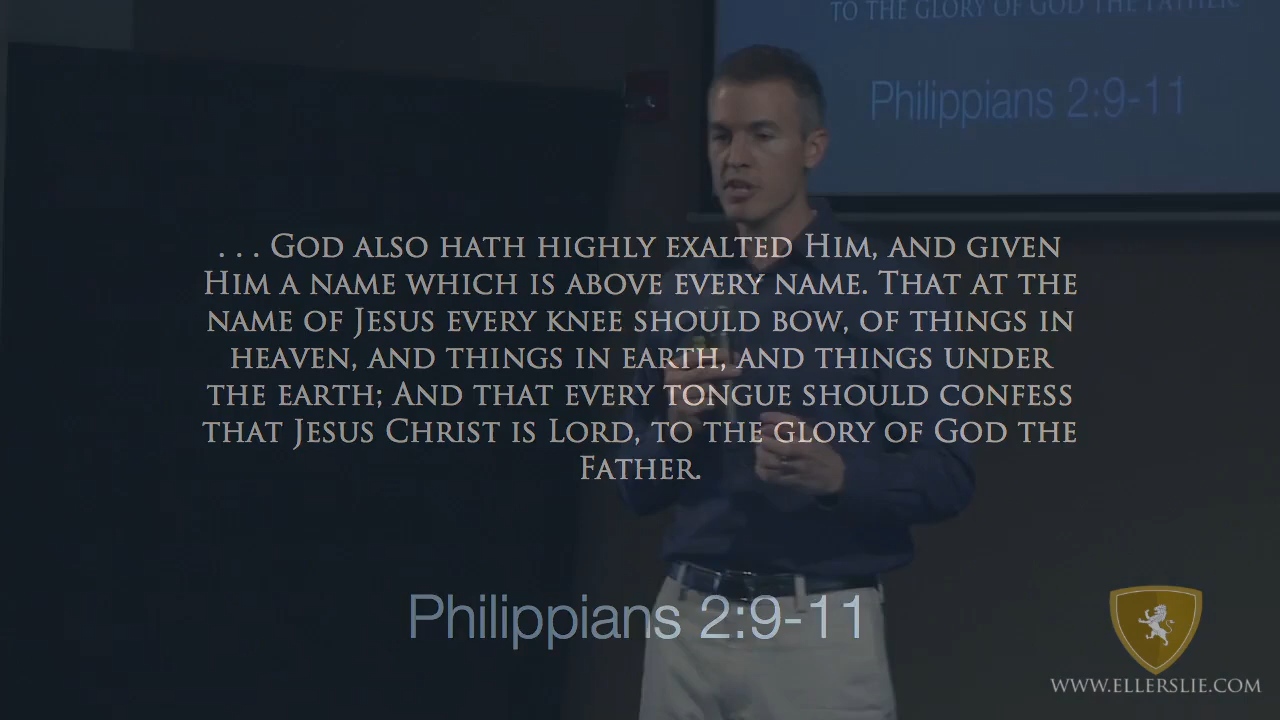 TO THE GLORY OF GOD THE FATHER.
Philippians 2:9-11
. . . God also hath highly exalted Him, and given
Him a name which is above every name. That at the
name of Jesus every knee should bow, of things in
heaven, and things in earth, and things under
the earth; And that every tongue should confess
that Jesus Christ is Lord, to the glory of God the
Father.
Philippians 2:9-11
WWW.ELLERSLIE.COM